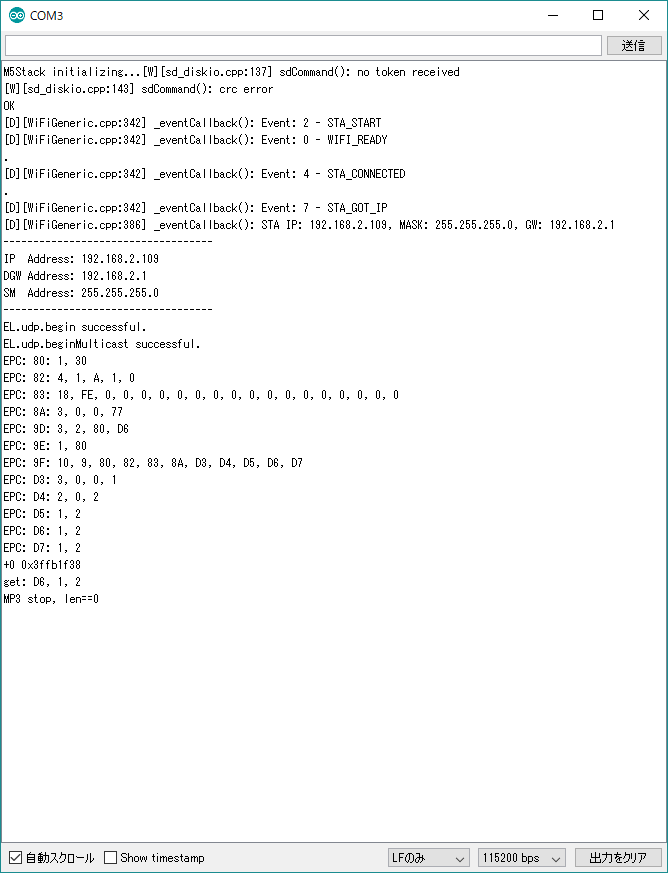 COM3
送信
M5Stack initializing...[W][sd_diskio.cpp:137] sdCommand(): no token received
[W][sd_diskio.cpp:143] sdCommand(): crc error
OK
[D][WiFiGeneric.cpp:342] _eventCallback(): Event: 2 - STA_START
[D][WiFiGeneric.cpp:342] _eventCallback(): Event: 0 - WIFI_READY
.
[D][WiFiGeneric.cpp:342] _eventCallback(): Event: 4 - STA_CONNECTED
.
[D][WiFiGeneric.cpp:342] _eventCallback(): Event: 7 - STA_GOT_IP
[D][WiFiGeneric.cpp:386] _eventCallback(): STA IP: 192.168.2.109, MASK: 255.255.255.0, GW: 192.168.2.1
-----------------------------------
IP  Address: 192.168.2.109
DGW Address: 192.168.2.1
SM  Address: 255.255.255.0
-----------------------------------
EL.udp.begin successful.
EL.udp.beginMulticast successful.
EPC: 80: 1, 30
EPC: 82: 4, 1, A, 1, 0
EPC: 83: 18, FE, 0, 0, 0, 0, 0, 0, 0, 0, 0, 0, 0, 0, 0, 0, 0, 0, 0
EPC: 8A: 3, 0, 0, 77
EPC: 9D: 3, 2, 80, D6
EPC: 9E: 1, 80
EPC: 9F: 10, 9, 80, 82, 83, 8A, D3, D4, D5, D6, D7
EPC: D3: 3, 0, 0, 1
EPC: D4: 2, 0, 2
EPC: D5: 1, 2
EPC: D6: 1, 2
EPC: D7: 1, 2
+0 0x3ffb1f38
get: D6, 1, 2
MP3 stop, len==0
自動スクロール Show timestamp LFのみ 115200 bps 出力をクリア